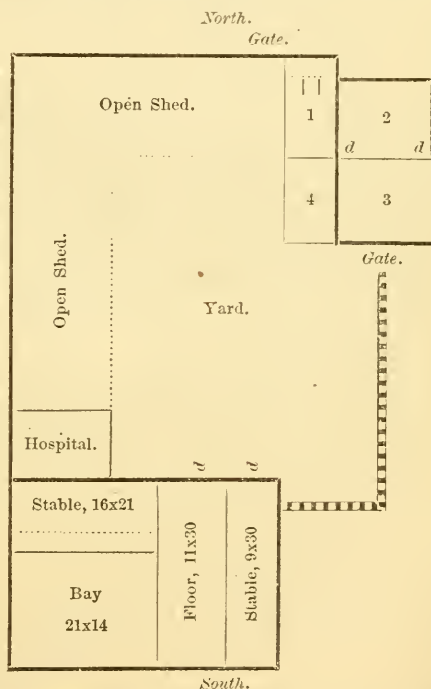 North.
Gate.
Open Shed.
1
2
d
d
4
3
Gate.
Open Shed.
Yard.
Hospital.
d
d
Stable, 16x21
Floor, 11x30
Stable, 9x30
Bay
21x14
South.